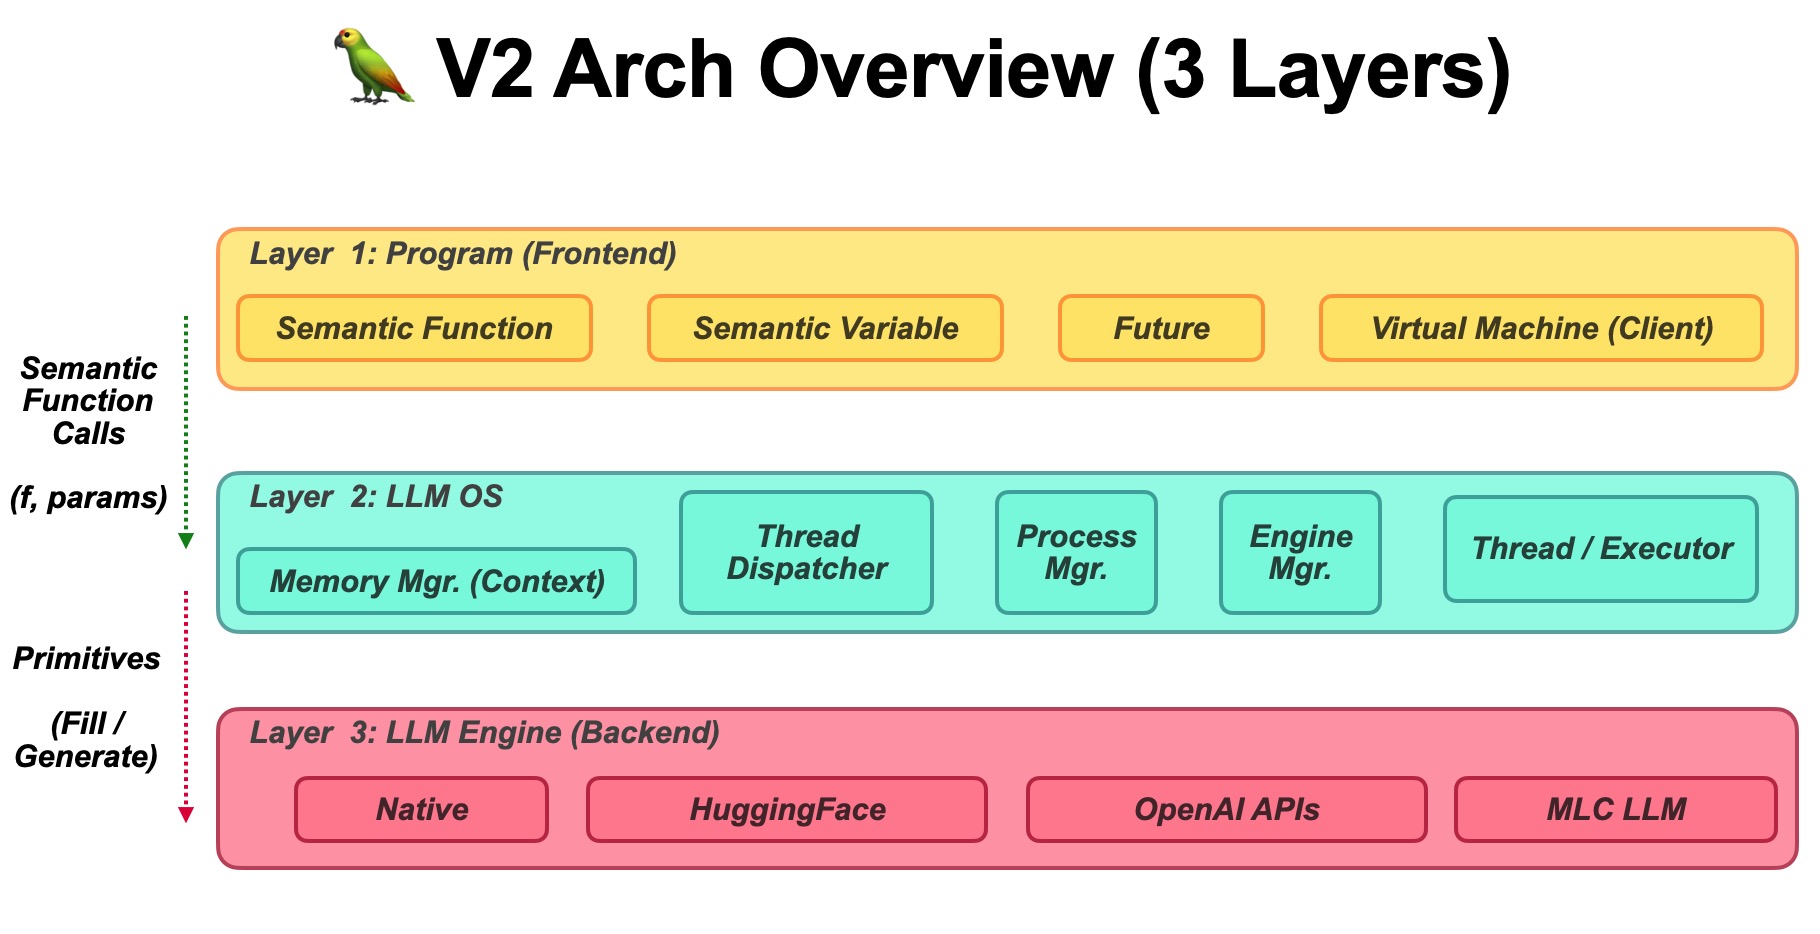 V2 Arch Overview (3 Layers)
Layer 1: Program (Frontend)
Semantic Function
Semantic Variable
Future
Virtual Machine (Client)
Semantic
Function
Calls
(f, params)
Layer 2: LLM OS
Memory Mgr. (Context)
Thread
Dispatcher
Process
Mgr.
Engine
Mgr.
Thread / Executor
Primitives
(Fill /
Generate)
Layer 3: LLM Engine (Backend)
Native
HuggingFace
OpenAI APIs
MLC LLM